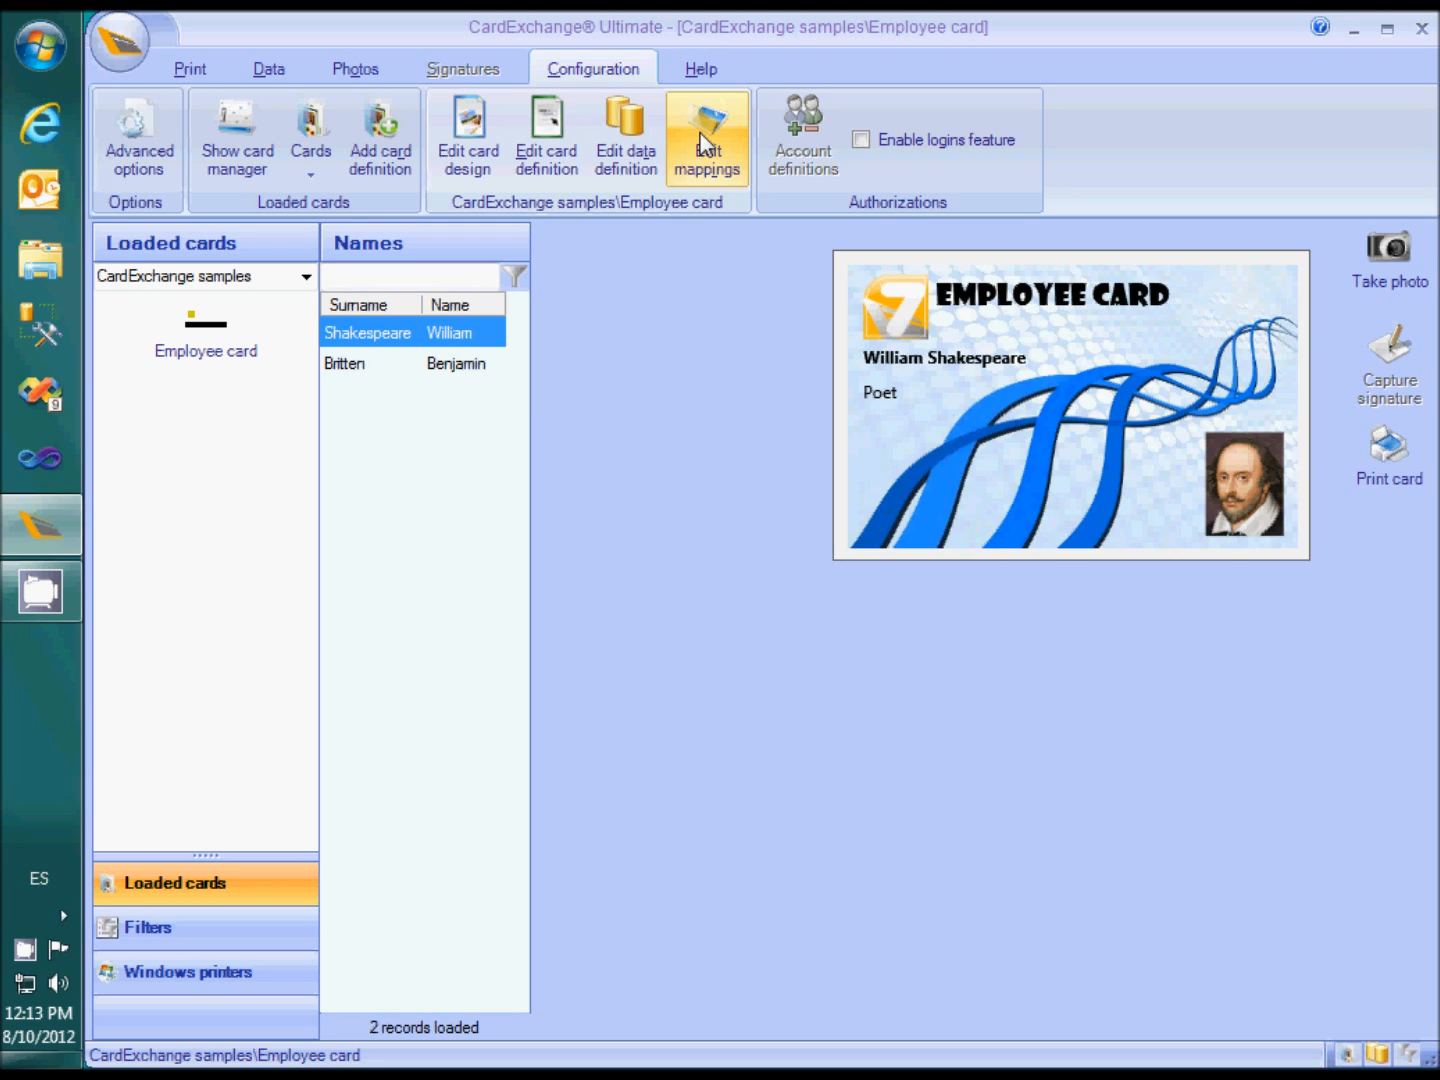 CardExchange® Ultimate - [CardExchange samples\Employee card]
Print Data Photos Signatures Configuration Help
Advanced options
Show card manager
Cards
Add card definition
Edit card design
Edit card definition
Edit data definition
Edit mappings
Account definitions
Enable logins feature
Options
Loaded cards
CardExchange samples\Employee card
Authorizations
Loaded cards
CardExchange samples
Employee card
Names
Surname Name
Shakespeare William
Britten Benjamin
7
EMPLOYEE CARD
William Shakespeare
Poet
Take photo
Capture signature
Print card
9
Loaded cards
Filters
Windows printers
2 records loaded
ES
12:13 PM
8/10/2012
CardExchange samples\Employee card